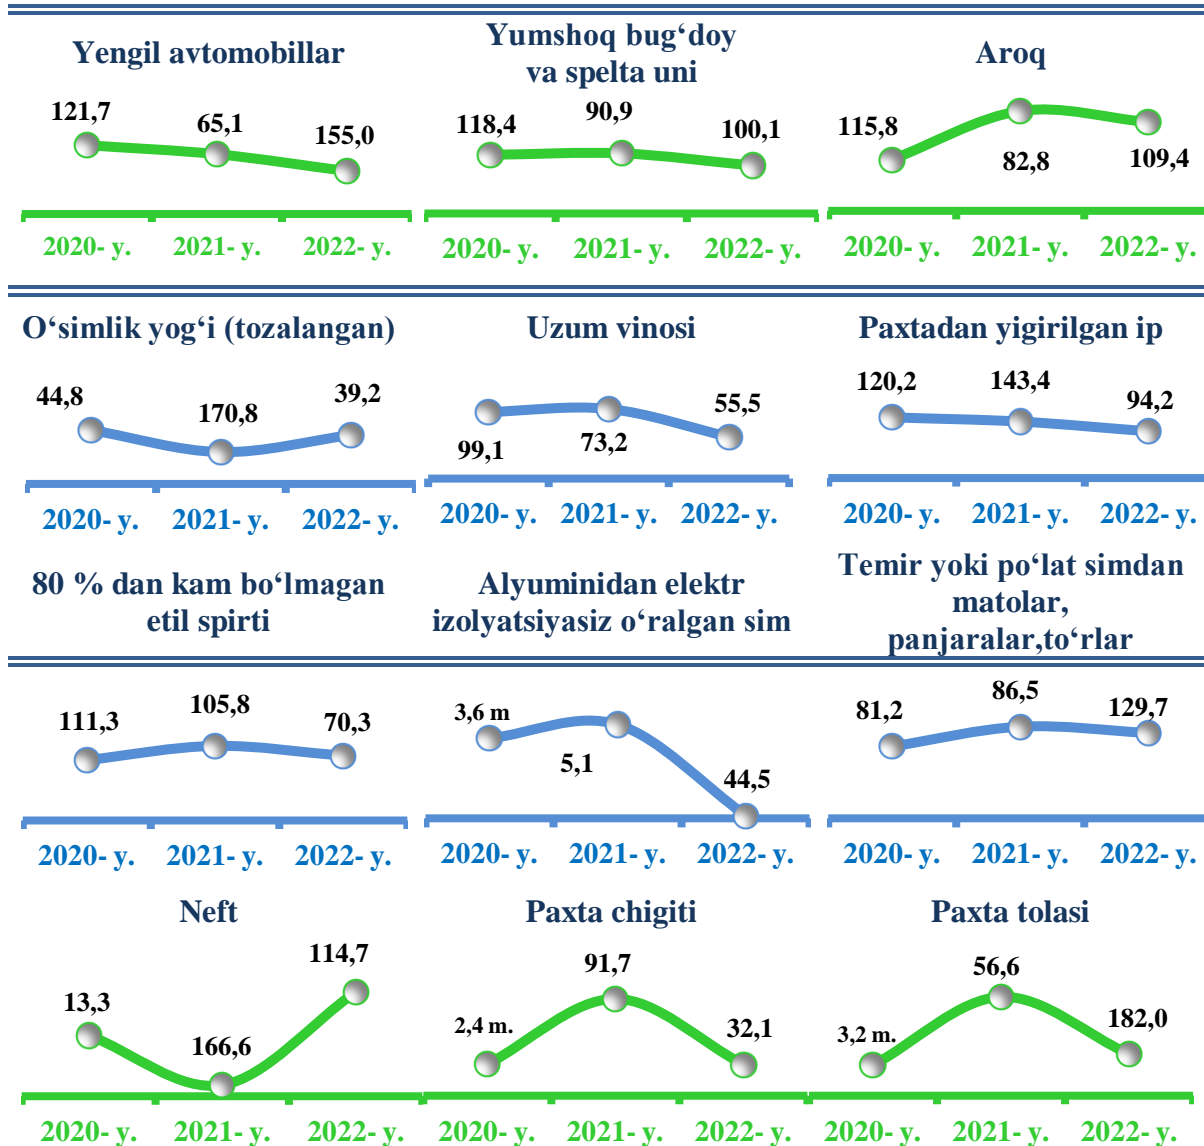 Yengil avtomobillar
121,7
65,1
155,0
2020- y. 2021- y. 2022- y.
Yumshoq bug‘doy
va spelta uni
118,4
90,9
100,1
2020- y. 2021- y. 2022- y.
Aroq
115,8
82,8
109,4
2020- y. 2021- y. 2022- y.
O‘simlik yog‘i (tozalangan)
44,8
170,8
39,2
2020- y. 2021- y. 2022- y.
Uzum vinosi
99,1
73,2
55,5
2020- y. 2021- y. 2022- y.
Paxtadan yigirilgan ip
120,2
143,4
94,2
2020- y. 2021- y. 2022- y.
80 % dan kam bo‘lmagan
etil spirti
111,3
105,8
70,3
2020- y. 2021- y. 2022- y.
Alyuminidan elektr
izolyatsiyasiz o‘ralgan sim
3,6 m
5,1
44,5
2020- y. 2021- y. 2022- y.
Temir yoki po‘lat simdan
matolar,
panjaralar,to‘rlar
81,2
86,5
129,7
2020- y. 2021- y. 2022- y.
Neft
13,3
166,6
114,7
2020- y. 2021- y. 2022- y.
Paxta chigiti
2,4 m.
91,7
32,1
2020- y. 2021- y. 2022- y.
Paxta tolasi
3,2 m.
56,6
182,0
2020- y. 2021- y. 2022- y.